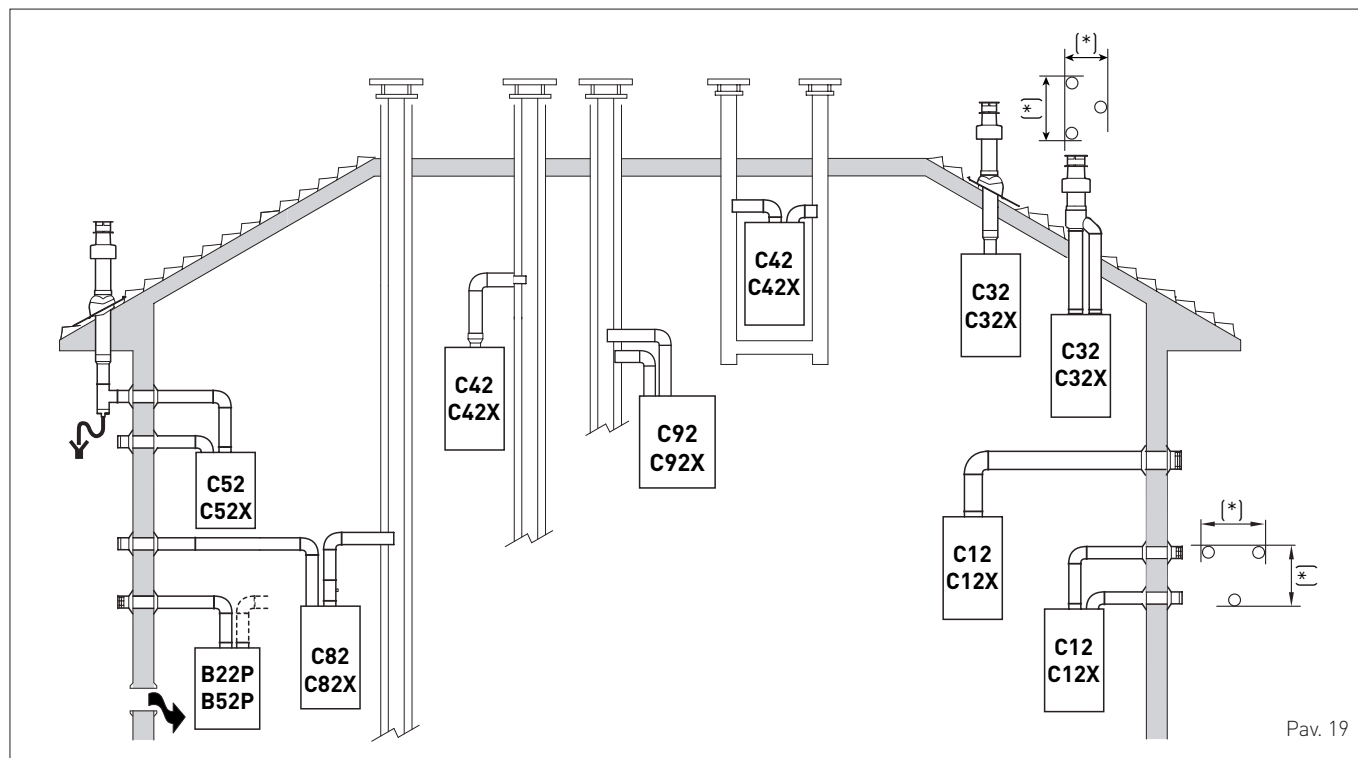 (*)
(*)
C42
C42X
C32
C32X
C32
C32X
C42
C42X
C92
C92X
C52
C52X
C12
C12X
(*)
(*)
C82
C82X
C12
C12X
B22P
B52P
Pav. 19